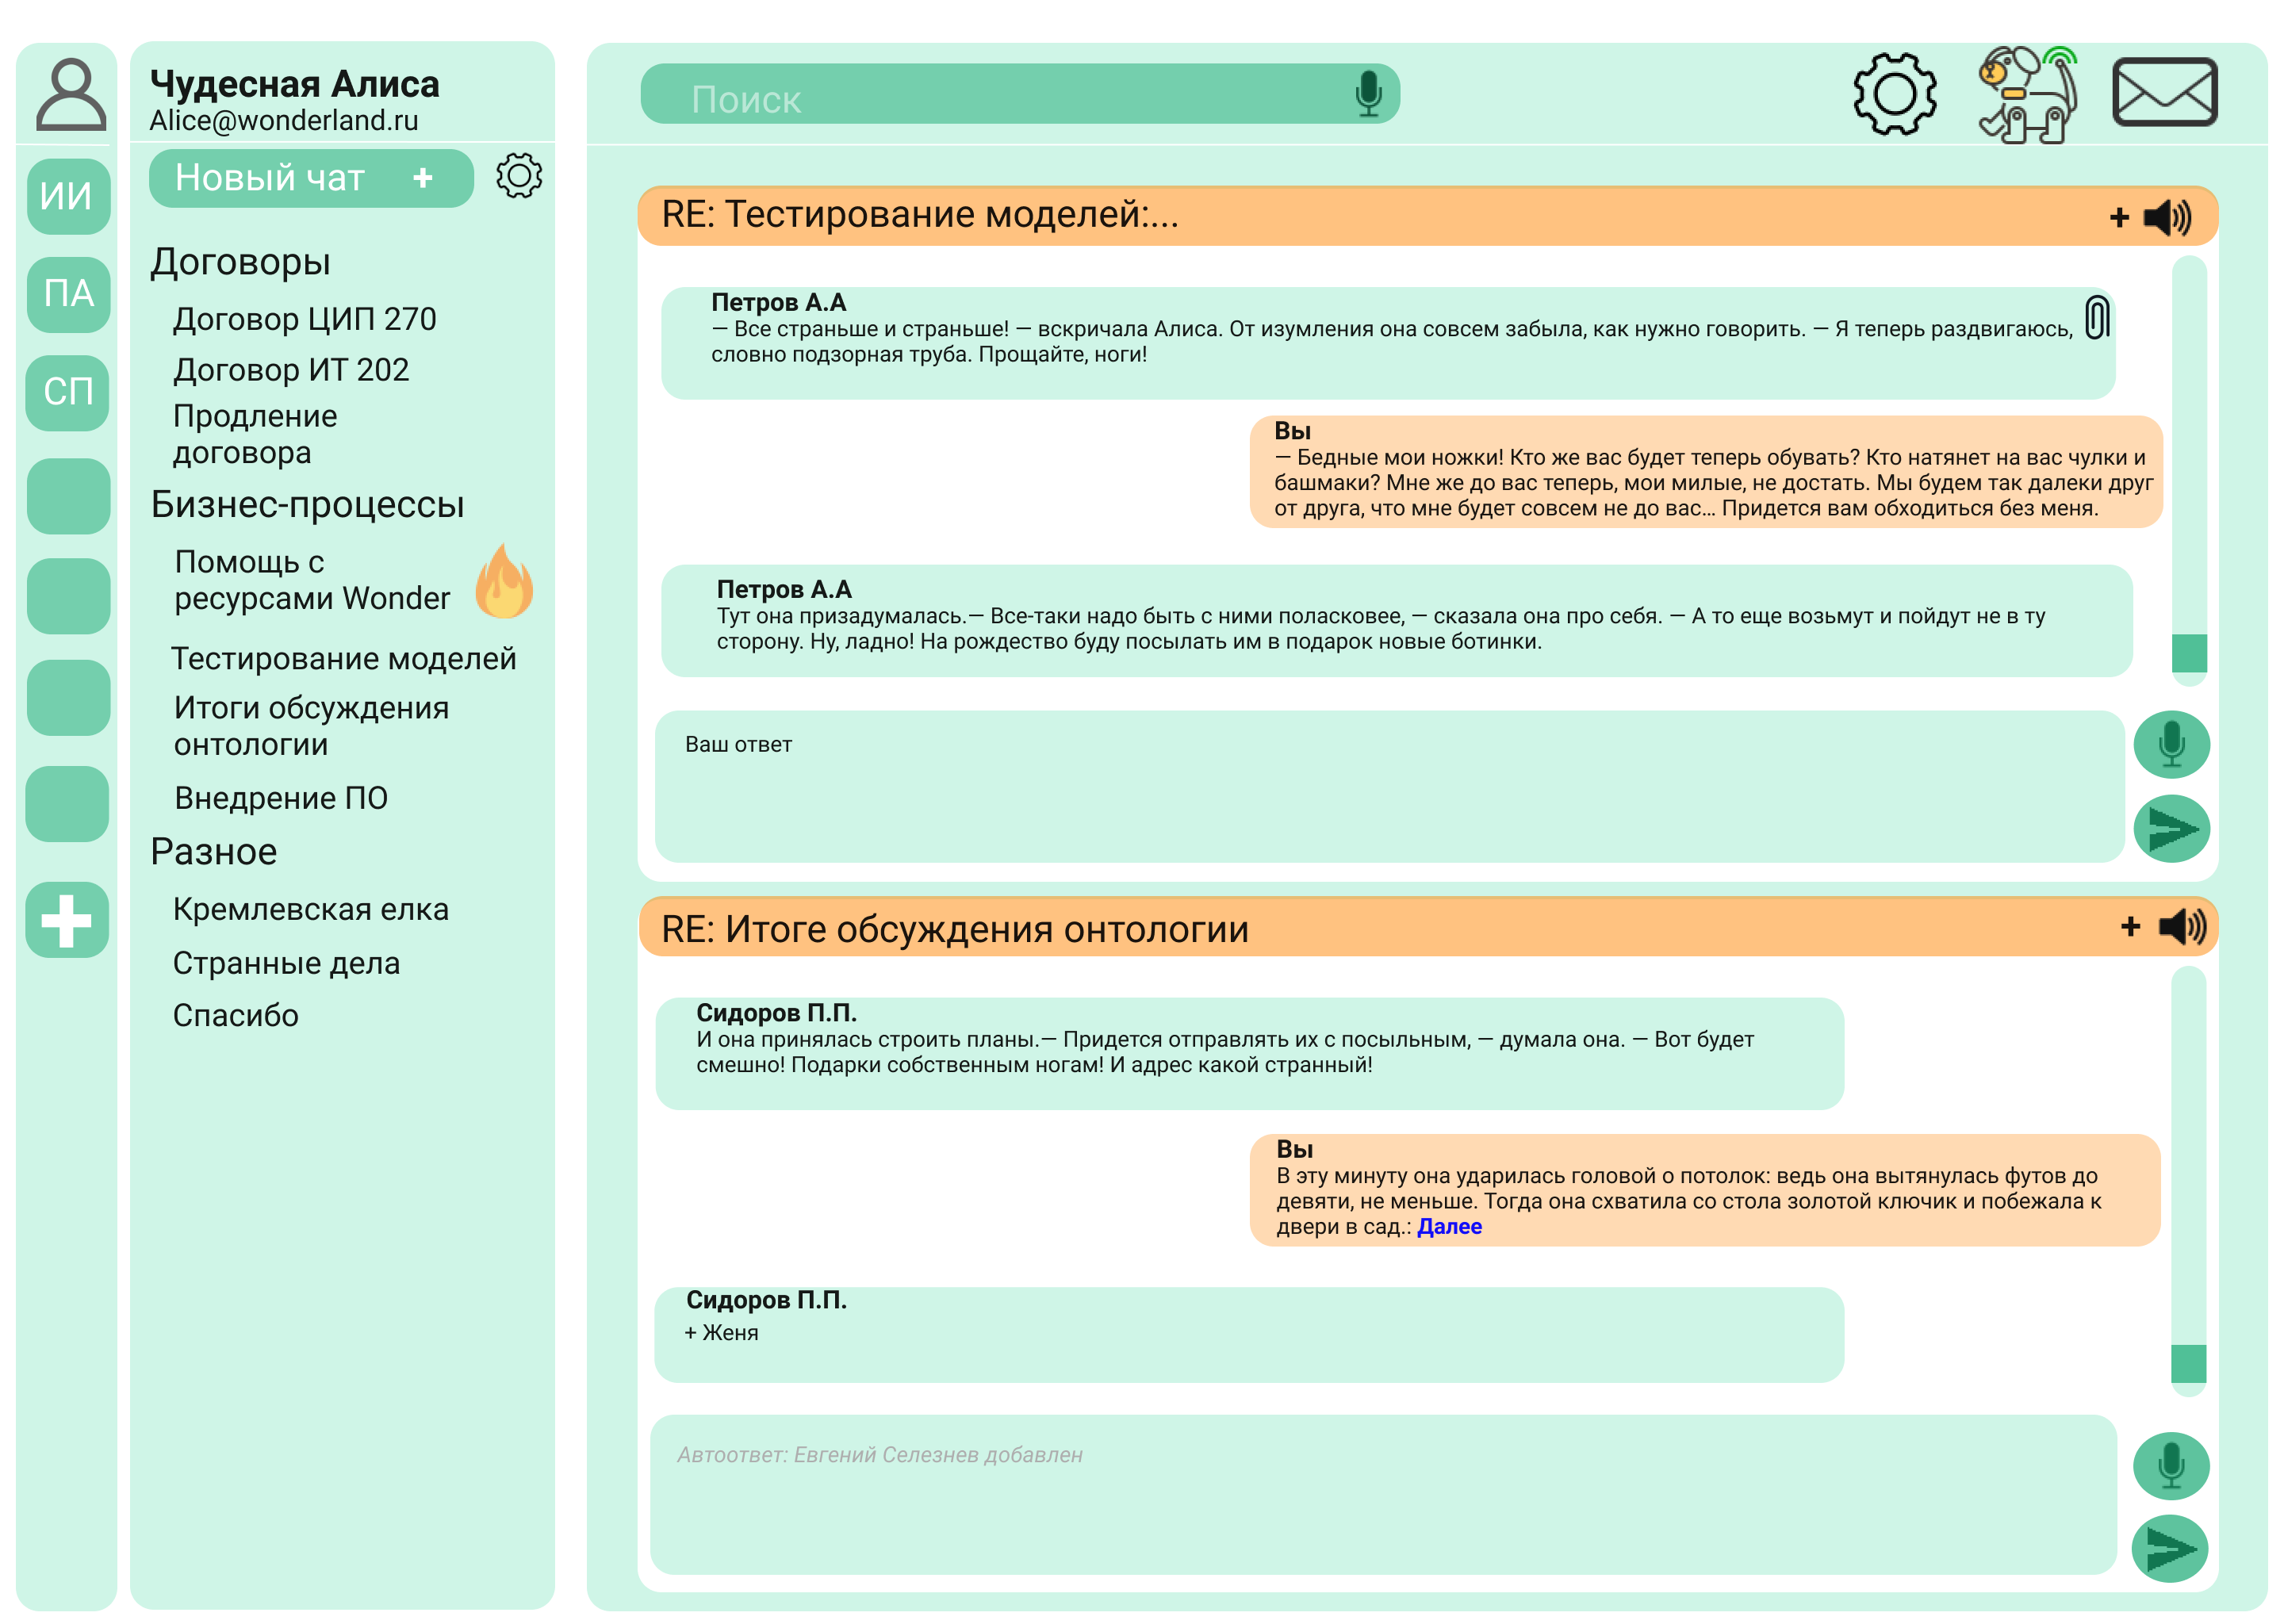 Чудесная Алиса
Alice@wonderland.ru
ИИ
ПА
СП
Новый чат +
Договоры
Договор ЦИП 270
Договор ИТ 202
Продление
договора
Бизнес-процессы
Помощь с
ресурсами Wonder
Тестирование моделей
Итоги обсуждения
онтологии
Внедрение ПО
Разное
Кремлевская елка
Странные дела
Спасибо
Поиск
RE: Тестирование моделей:... +
Петров А.А
— Все страньше и страньше! — вскричала Алиса. От изумления она совсем забыла, как нужно говорить. — Я теперь раздвигаюсь,
словно подзорная труба. Прощайте, ноги!
Вы
— Бедные мои ножки! Кто же вас будет теперь обувать? Кто натянет на вас чулки и
башмаки? Мне же до вас теперь, мои милые, не достать. Мы будем так далеки друг
от друга, что мне будет совсем не до вас... Придется вам обходиться без меня.
Петров А.А
Тут она призадумалась.— Все-таки надо быть с ними поласковее, — сказала она про себя. — А то еще возьмут и пойдут не в ту
сторону. Ну, ладно! На рождество буду посылать им в подарок новые ботинки.
Ваш ответ
RE: Итоге обсуждения онтологии +
Сидоров П.П.
И она принялась строить планы.— Придется отправлять их с посыльным, — думала она. — Вот будет
смешно! Подарки собственным ногам! И адрес какой странный!
Вы
В эту минуту она ударилась головой о потолок: ведь она вытянулась футов до
девяти, не меньше. Тогда она схватила со стола золотой ключик и побежала к
двери в сад.: Далее
Сидоров П.П.
+ Женя
Автоответ: Евгений Селезнев добавлен